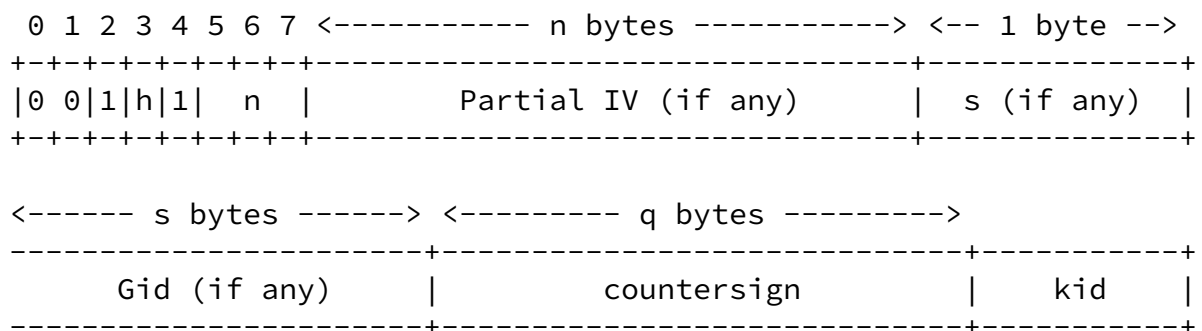 0 1 2 3 4 5 6 7 <----------- n bytes -----------> <-- 1 byte -->
+-+-+-+-+-+-+-+-+---------------------------------+--------------+
|0 0|1|h|1|  n  |        Partial IV (if any)      |  s (if any)  |
+-+-+-+-+-+-+-+-+---------------------------------+--------------+

<------ s bytes ------> <--------- q bytes --------->
-----------------------+-----------------------------+-----------+
      Gid (if any)     |         countersign         |    kid    |
-----------------------+-----------------------------+-----------+